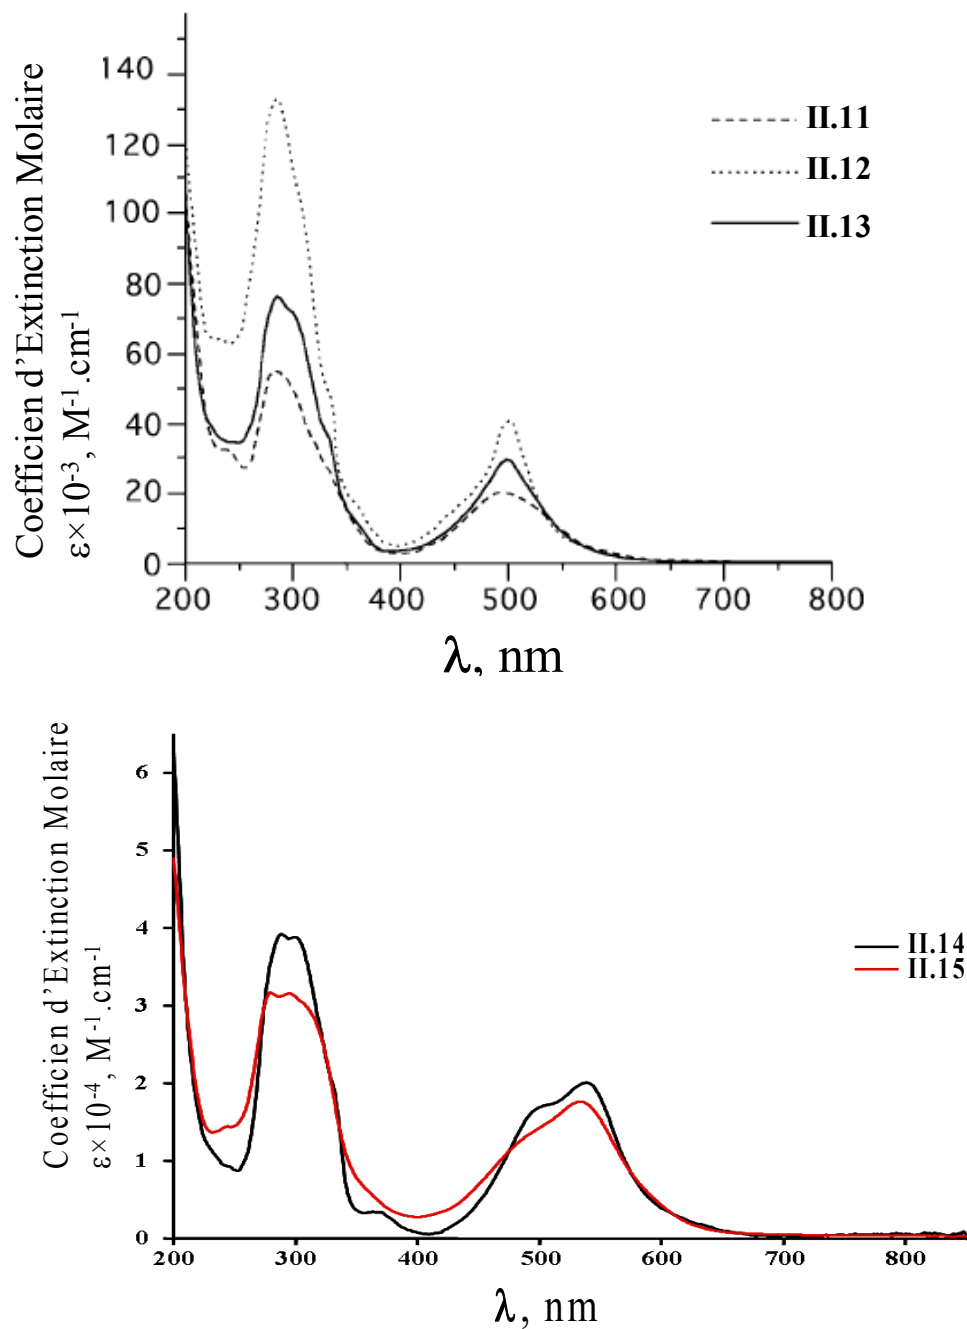 Coefficien d'Extinction Molaire
ε×10-3, M-1.cm-1
140
120
100
80
60
40
20
0
200 300 400 500 600 700 800
λ, nm
II.11
II.12
II.13
Coefficien d'Extinction Molaire
ε×10-4, M-1.cm-1
6
5
4
3
2
1
0
200 300 400 500 600 700 800
λ, nm
II.14
II.15